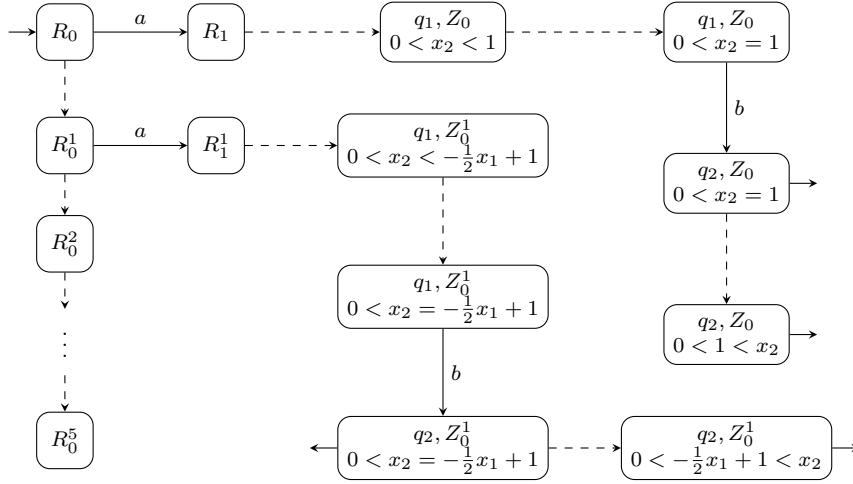 $R_0$
$a$
$R_1$
$q_1, Z_0$
$0 < x_2 < 1$
$q_1, Z_0$
$0 < x_2 = 1$
$b$
$R_0^1$
$a$
$R_1^1$
$q_1, Z_0^1$
$0 < x_2 < -\frac{1}{2}x_1 + 1$
$q_2, Z_0$
$0 < x_2 = 1$
$R_0^2$
$q_1, Z_0^1$
$0 < x_2 = -\frac{1}{2}x_1 + 1$
$q_2, Z_0$
$0 < 1 < x_2$
⋮
$b$
$R_0^5$
$q_2, Z_0^1$
$0 < x_2 = -\frac{1}{2}x_1 + 1$
$q_2, Z_0^1$
$0 < -\frac{1}{2}x_1 + 1 < x_2$